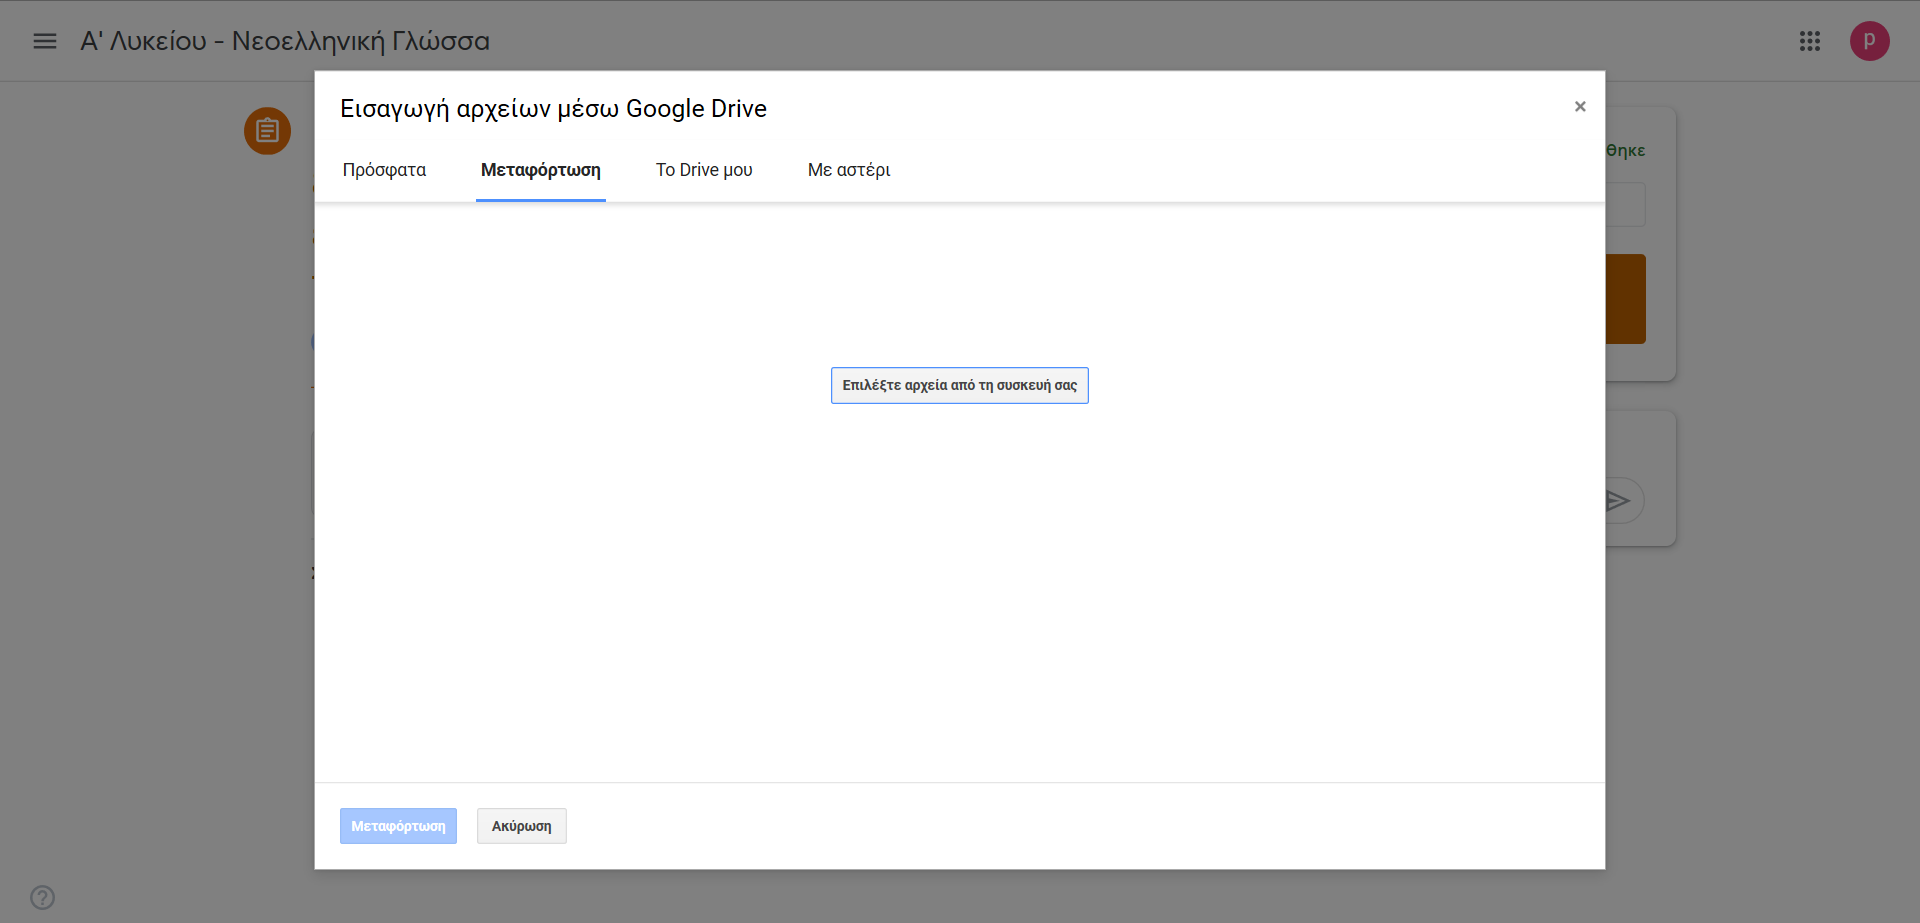 Α' Λυκείου - Νεοελληνική Γλώσσα
p
Εισαγωγή αρχείων μέσω Google Drive
×
Πρόσφατα
Μεταφόρτωση
Το Drive μου
Με αστέρι
θηκε
Επιλέξτε αρχεία από τη συσκευή σας
Μεταφόρτωση
Ακύρωση
?